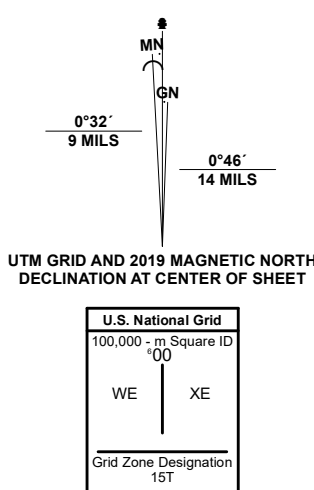 MN
GN
0°32´
9 MILS
0°46´
14 MILS
UTM GRID AND 2019 MAGNETIC NORTH
DECLINATION AT CENTER OF SHEET
U.S. National Grid
100,000 - m Square ID
⁶00
WE XE
Grid Zone Designation
15T